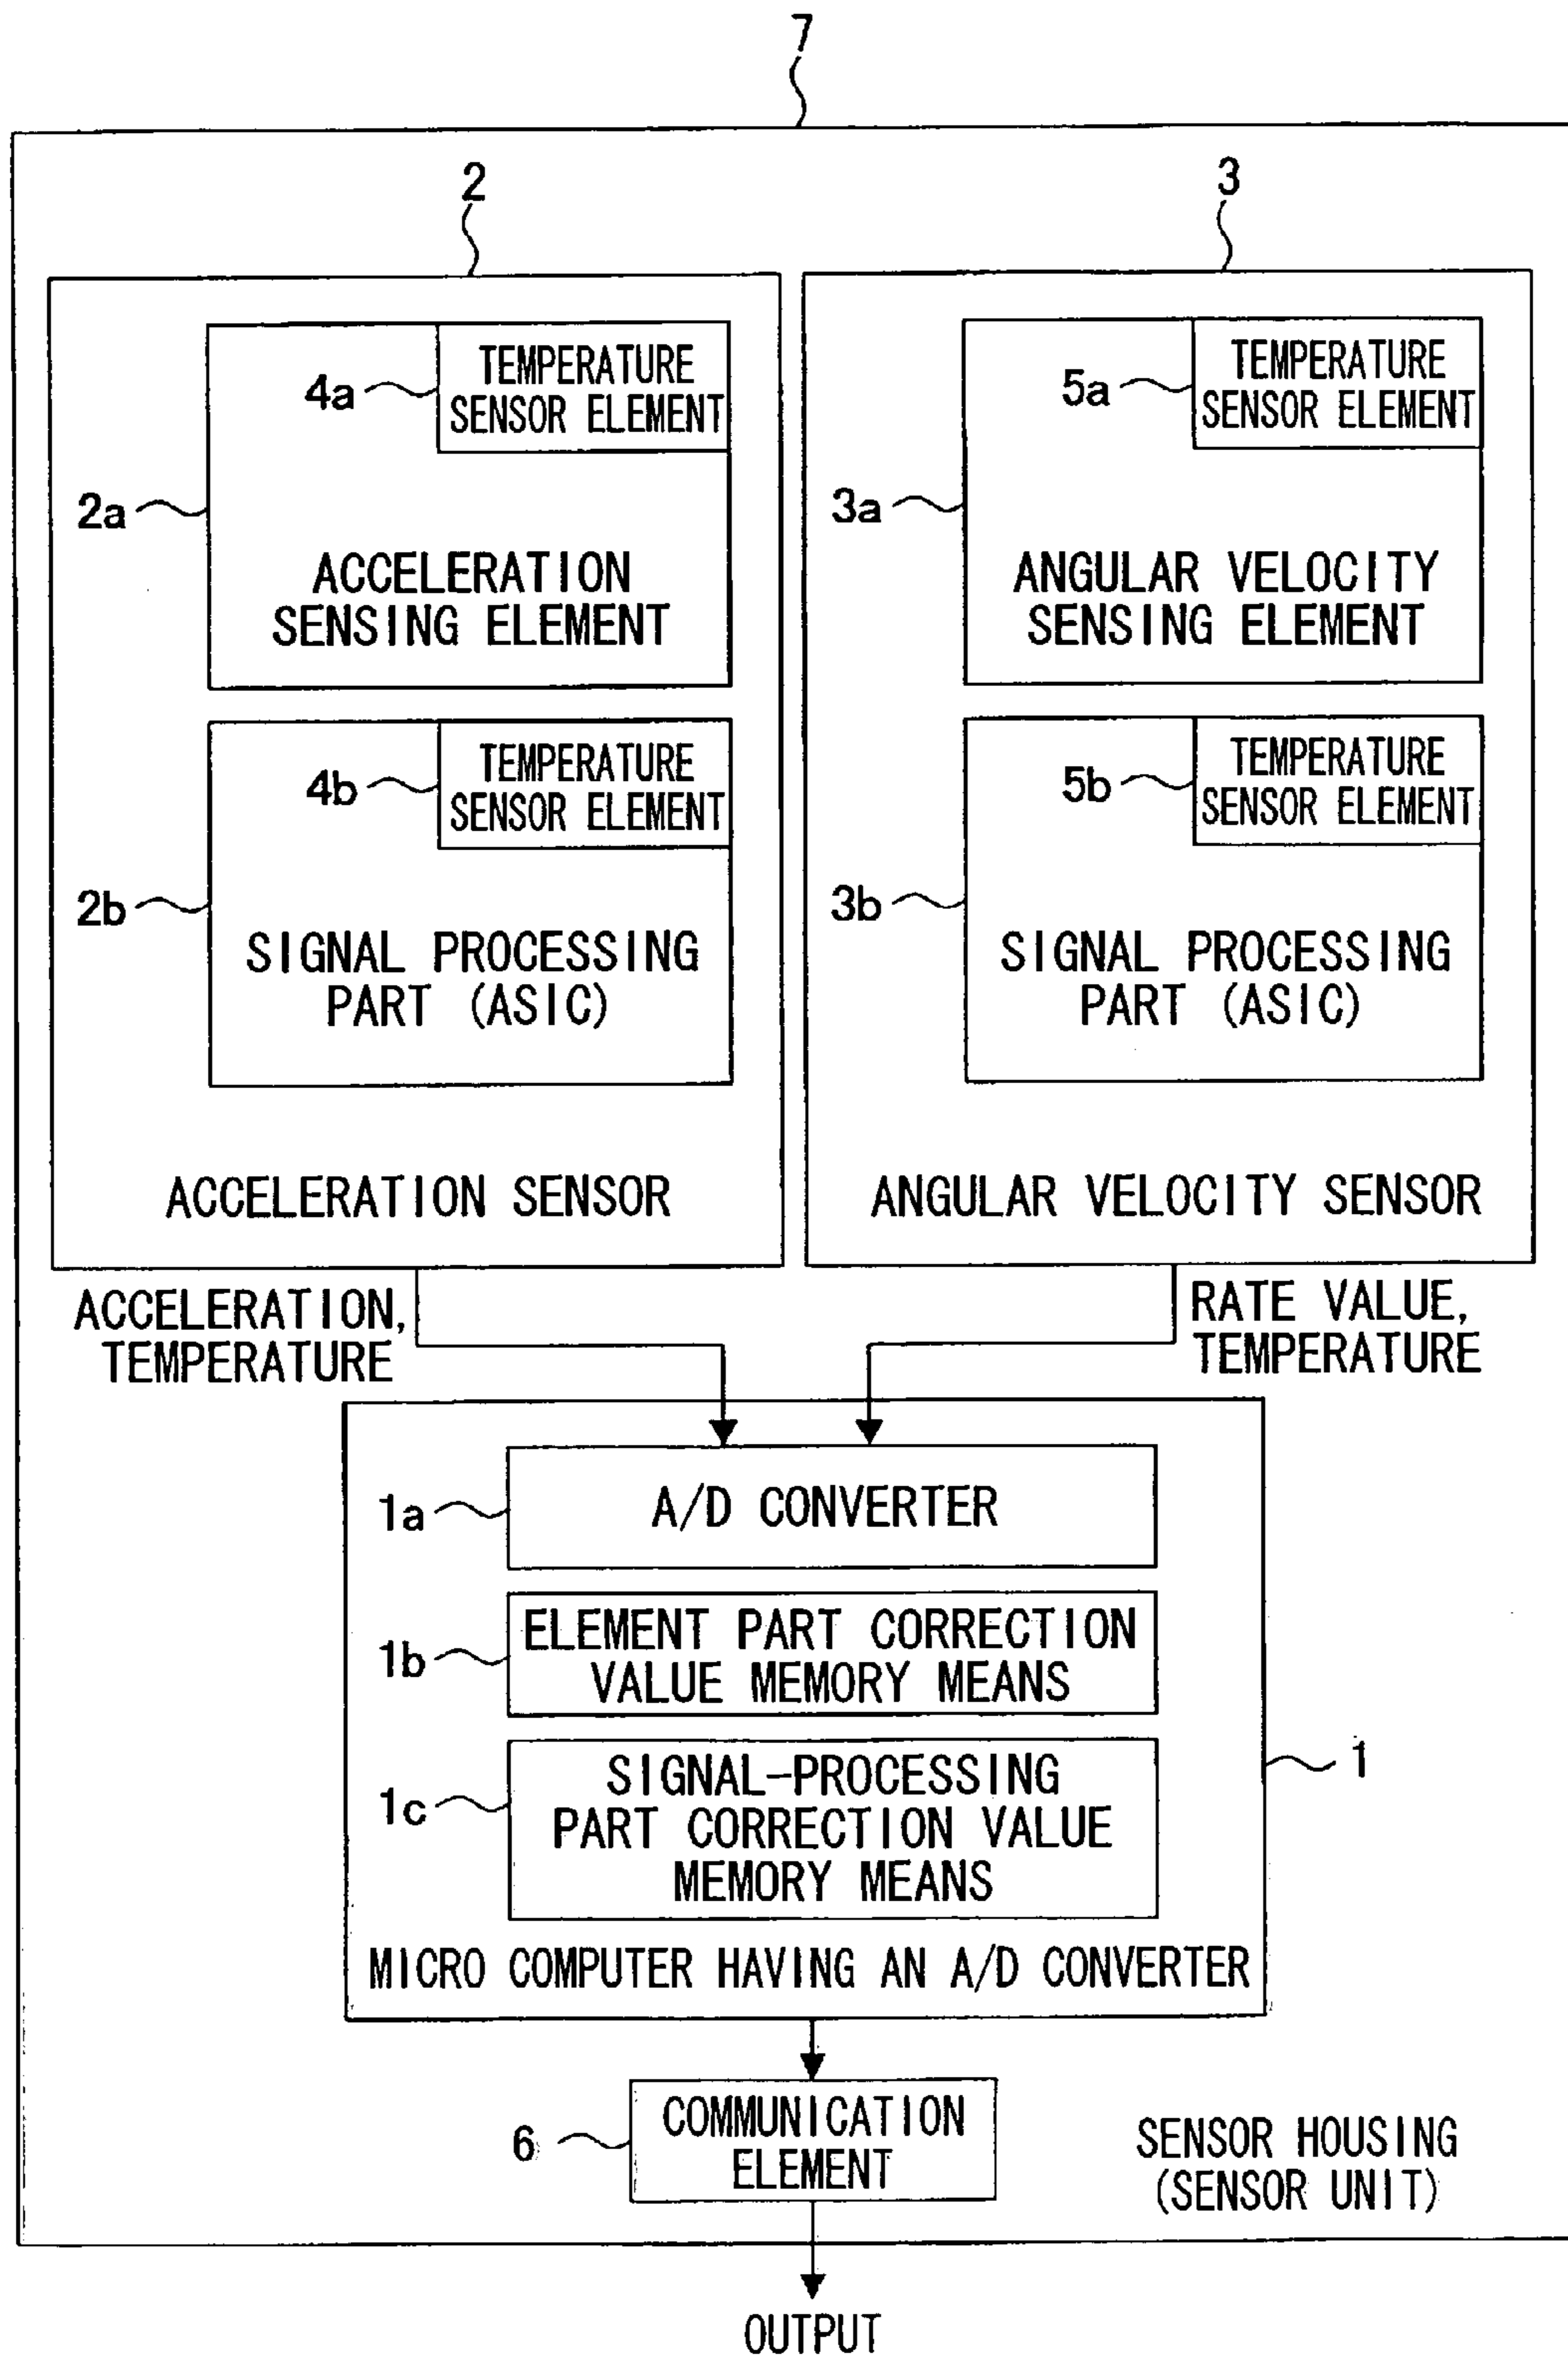 7
2
3
4a
TEMPERATURE
SENSOR ELEMENT
2a
ACCELERATION
SENSING ELEMENT
4b
TEMPERATURE
SENSOR ELEMENT
2b
SIGNAL PROCESSING
PART (ASIC)
ACCELERATION SENSOR
5a
TEMPERATURE
SENSOR ELEMENT
3a
ANGULAR VELOCITY
SENSING ELEMENT
5b
TEMPERATURE
SENSOR ELEMENT
3b
SIGNAL PROCESSING
PART (ASIC)
ANGULAR VELOCITY SENSOR
ACCELERATION,
TEMPERATURE
RATE VALUE,
TEMPERATURE
1a
A/D CONVERTER
1b
ELEMENT PART CORRECTION
VALUE MEMORY MEANS
1c
SIGNAL-PROCESSING
PART CORRECTION VALUE
MEMORY MEANS
1
MICRO COMPUTER HAVING AN A/D CONVERTER
6
COMMUNICATION
ELEMENT
SENSOR HOUSING
(SENSOR UNIT)
OUTPUT